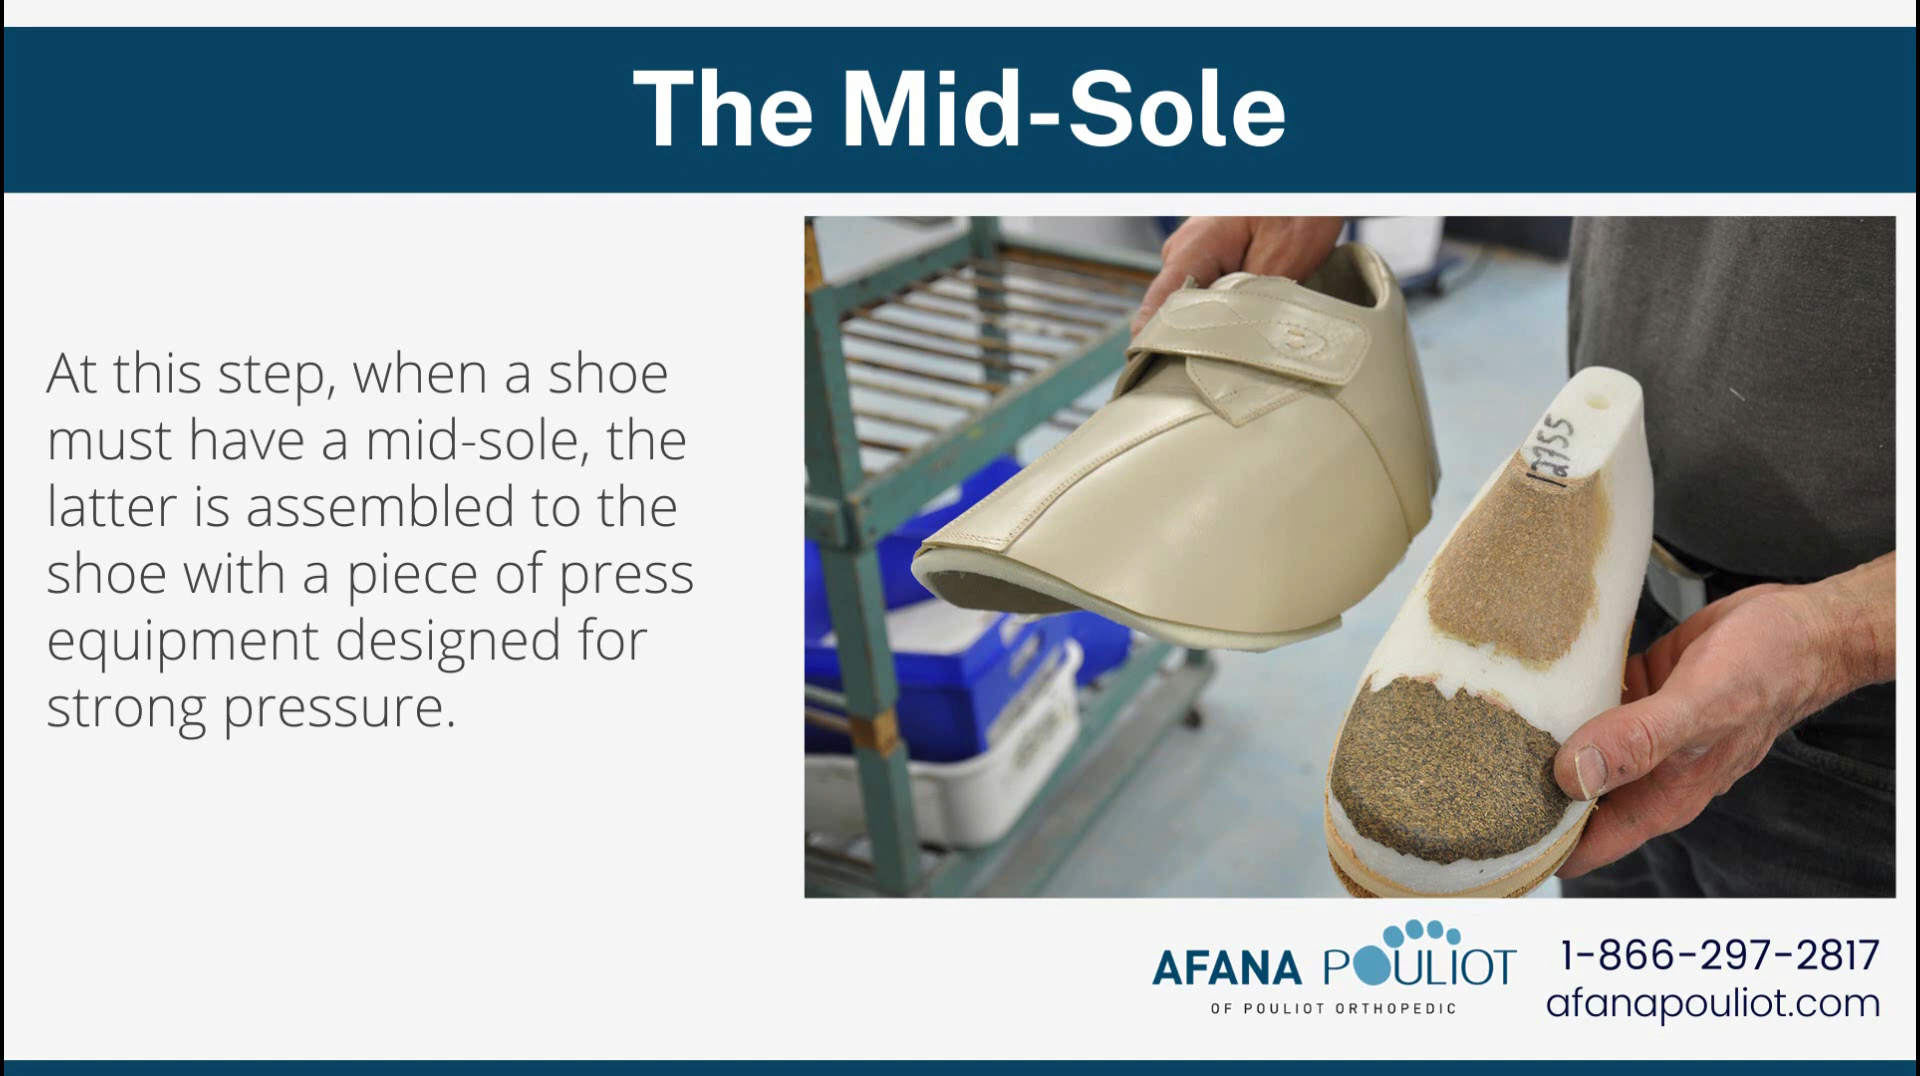 The Mid-Sole
At this step, when a shoe
must have a mid-sole, the
latter is assembled to the
shoe with a piece of press
equipment designed for
strong pressure.
12755
AFANA POULIOT
OF POULIOT ORTHOPEDIC
1-866-297-2817
afanapouliot.com